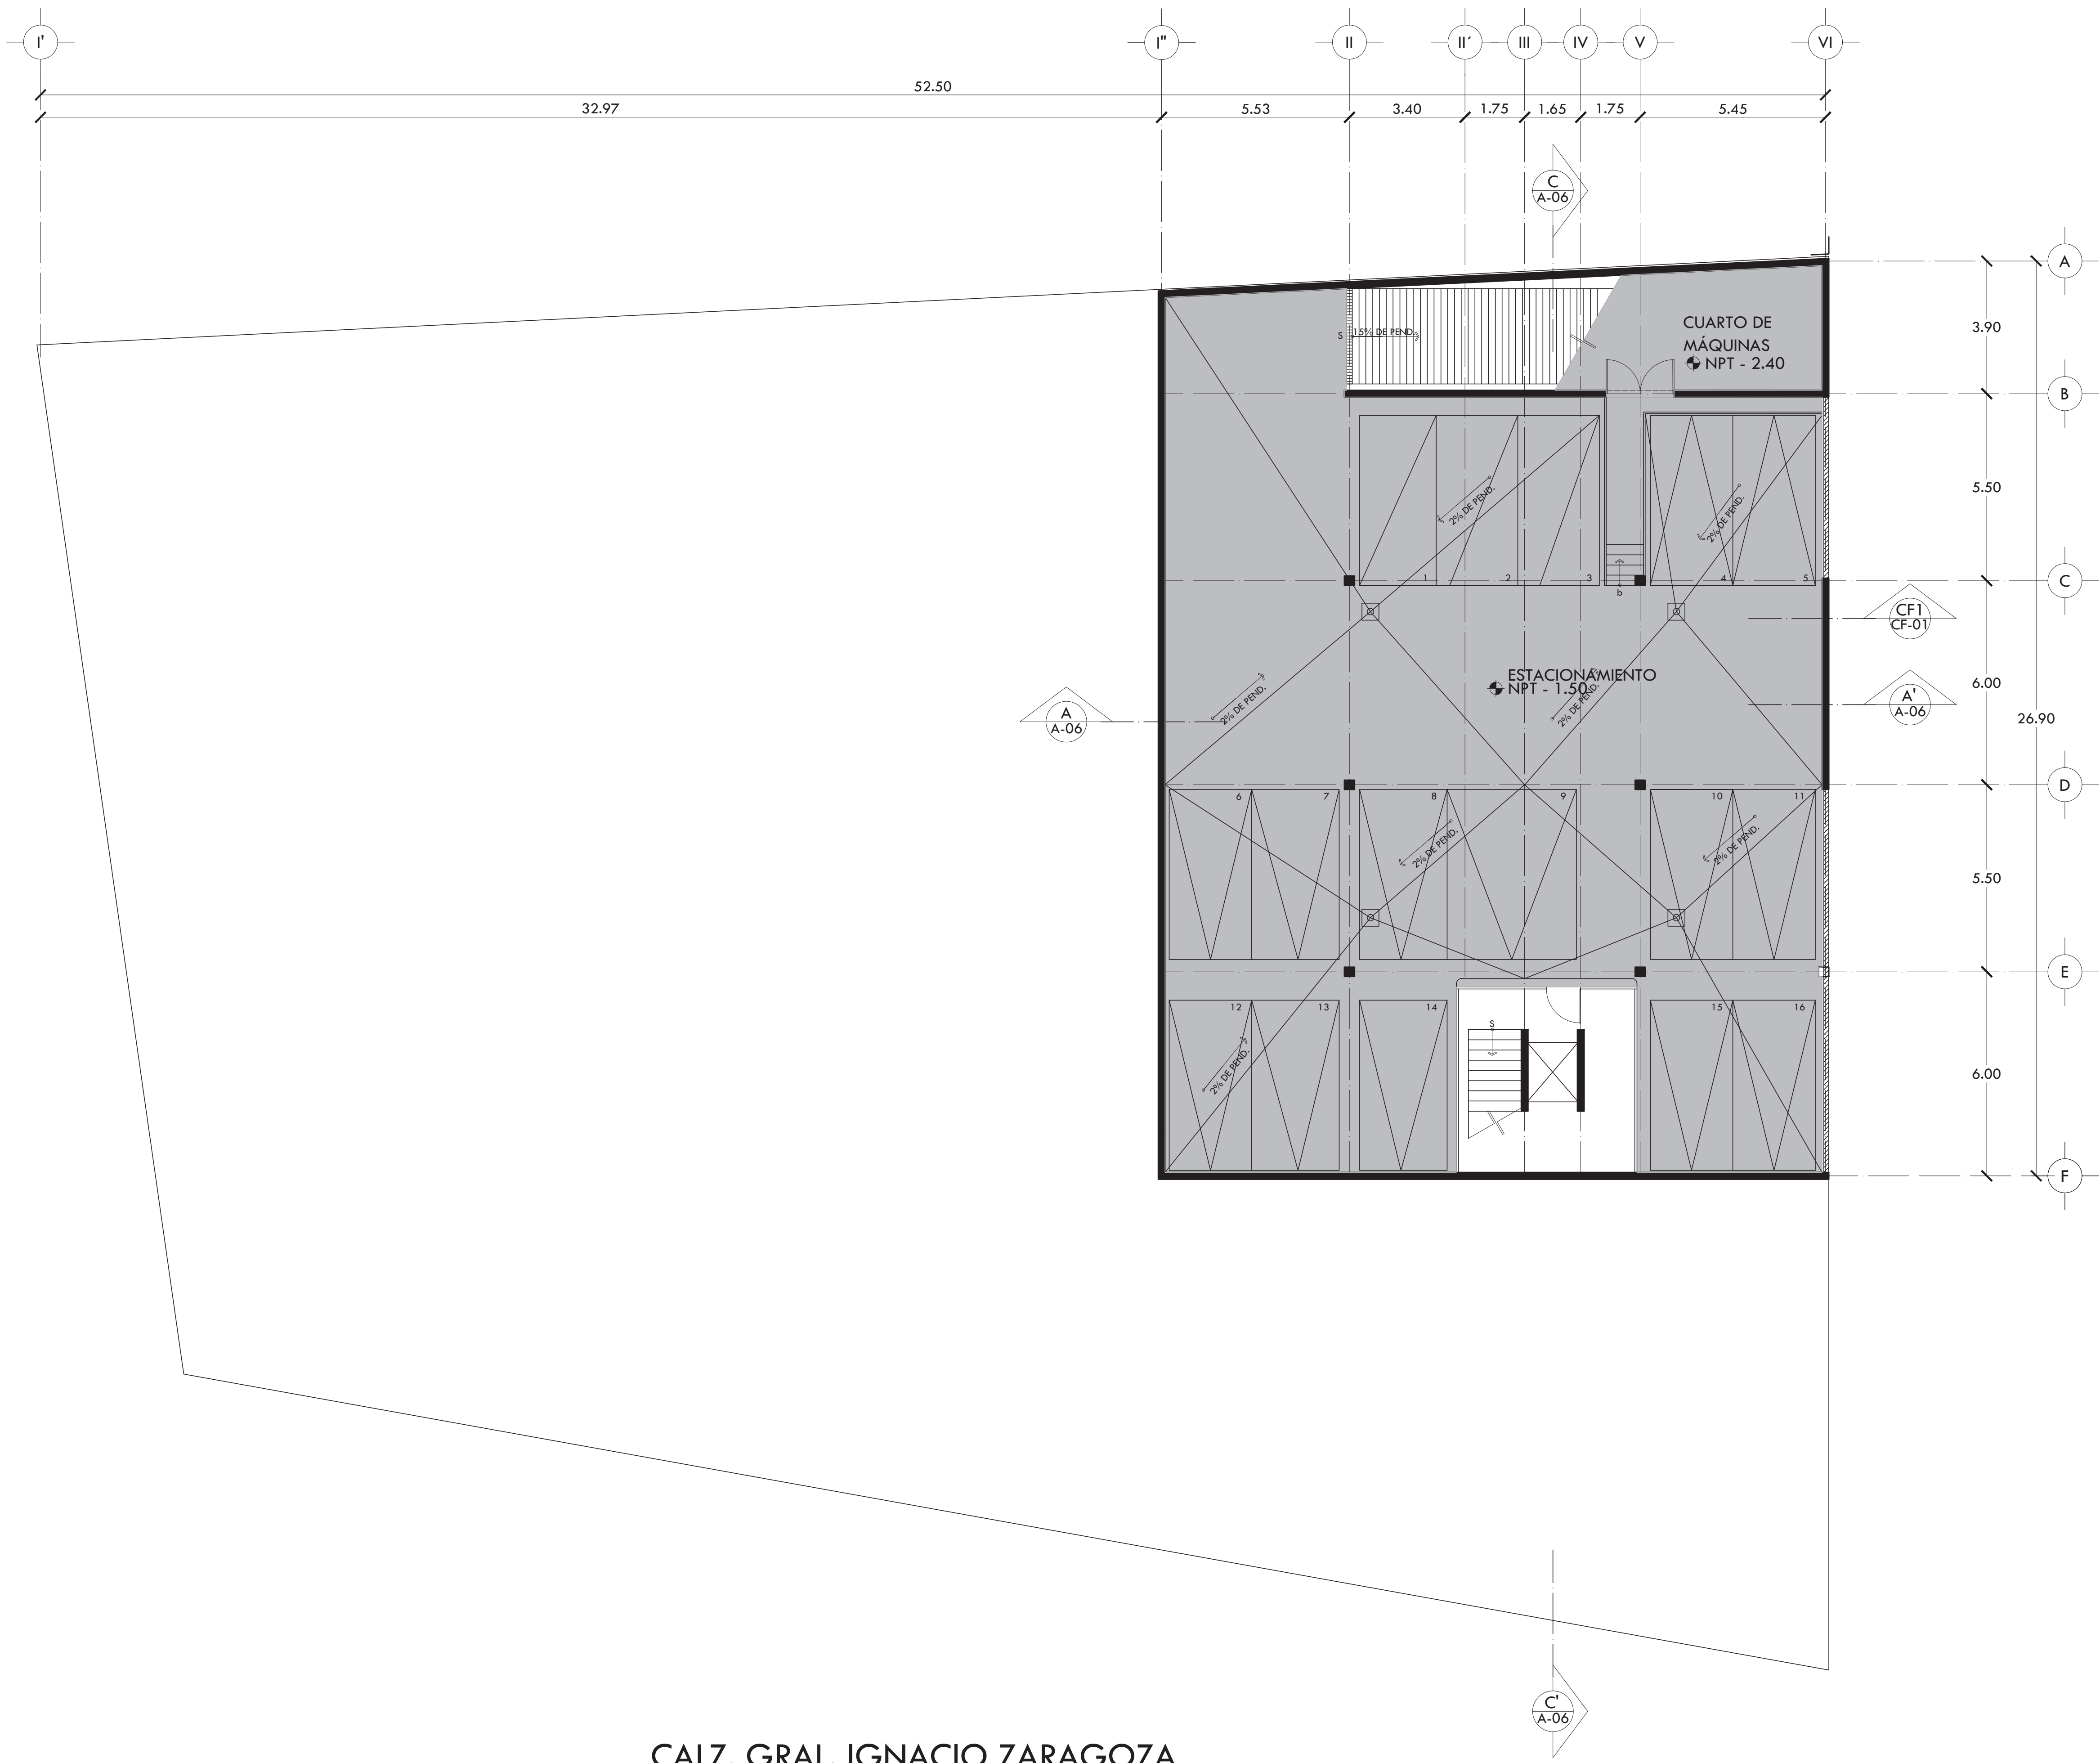 I' I" II II´ III IV V VI
52.50
32.97 5.53 3.40 1.75 1.65 1.75 5.45
C
A-06
A
3.90
CUARTO DE
MÁQUINAS
NPT - 2.40
S 15% DE PEND.
B
5.50
2% DE PEND.
2% DE PEND.
1 2 3 4 5
b
C
CF1
CF-01
ESTACIONAMIENTO
NPT - 1.50
6.00
2% DE PEND.
2% DE PEND.
A
A-06
A'
A-06
26.90
D
6 7 8 9 10 11
2% DE PEND.
2% DE PEND.
5.50
E
12 13 14 15 16
S
2% DE PEND.
6.00
F
C'
A-06
CALZ. GRAL. IGNACIO ZARAGOZA